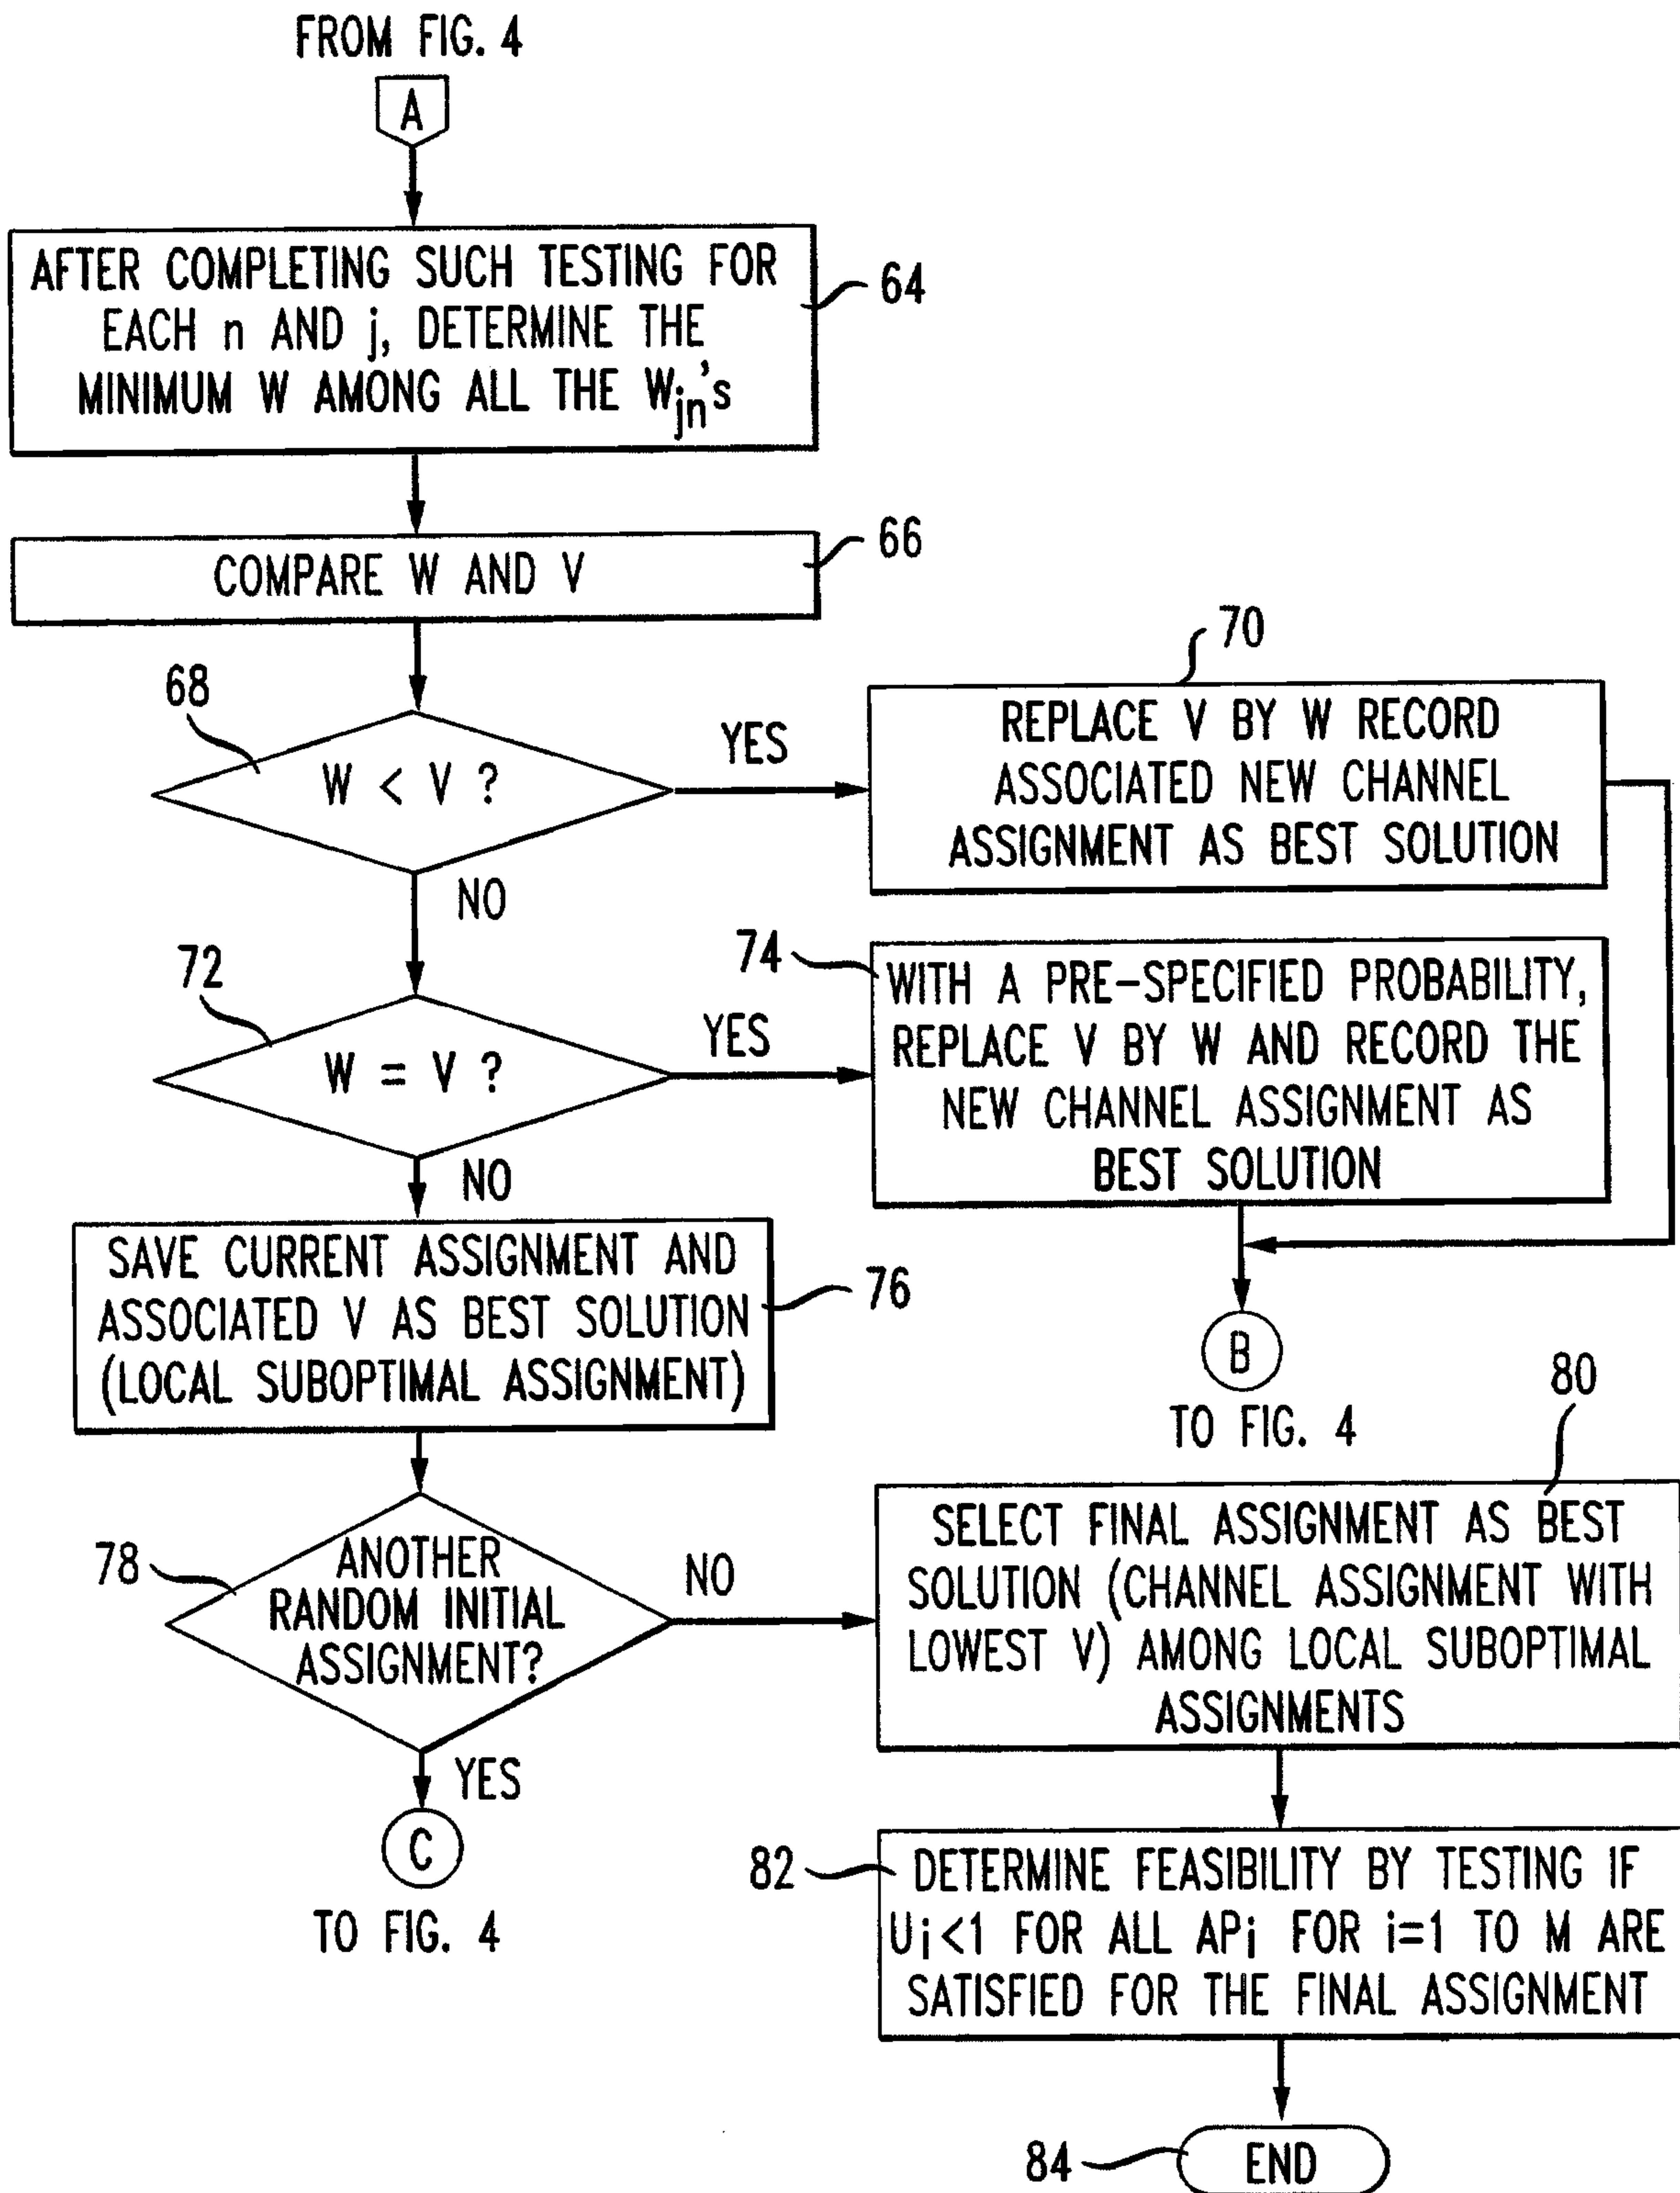 FROM FIG. 4
A
AFTER COMPLETING SUCH TESTING FOR
EACH n AND j, DETERMINE THE
MINIMUM W AMONG ALL THE Wjn's
64
COMPARE W AND V
66
68
W < V ?
YES
NO
70
REPLACE V BY W RECORD
ASSOCIATED NEW CHANNEL
ASSIGNMENT AS BEST SOLUTION
72
W = V ?
YES
NO
74
WITH A PRE-SPECIFIED PROBABILITY,
REPLACE V BY W AND RECORD THE
NEW CHANNEL ASSIGNMENT AS
BEST SOLUTION
B
TO FIG. 4
SAVE CURRENT ASSIGNMENT AND
ASSOCIATED V AS BEST SOLUTION
(LOCAL SUBOPTIMAL ASSIGNMENT)
76
78
ANOTHER
RANDOM INITIAL
ASSIGNMENT?
NO
YES
C
TO FIG. 4
80
SELECT FINAL ASSIGNMENT AS BEST
SOLUTION (CHANNEL ASSIGNMENT WITH
LOWEST V) AMONG LOCAL SUBOPTIMAL
ASSIGNMENTS
82
DETERMINE FEASIBILITY BY TESTING IF
Ui<1 FOR ALL APi FOR i=1 TO M ARE
SATISFIED FOR THE FINAL ASSIGNMENT
84
END